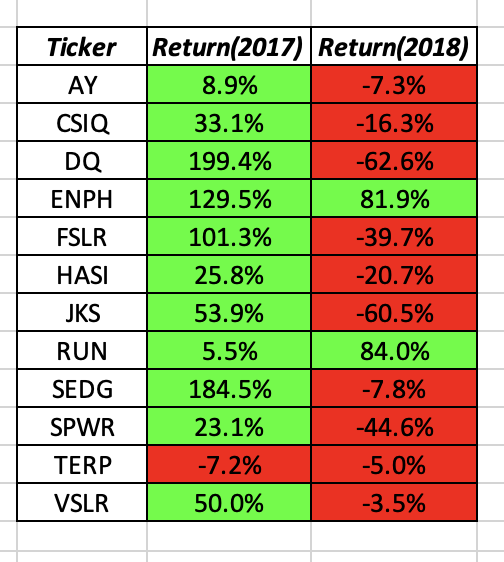 Ticker Return(2017) Return(2018)
AY 8.9% -7.3%
CSIQ 33.1% -16.3%
DQ 199.4% -62.6%
ENPH 129.5% 81.9%
FSLR 101.3% -39.7%
HASI 25.8% -20.7%
JKS 53.9% -60.5%
RUN 5.5% 84.0%
SEDG 184.5% -7.8%
SPWR 23.1% -44.6%
TERP -7.2% -5.0%
VSLR 50.0% -3.5%